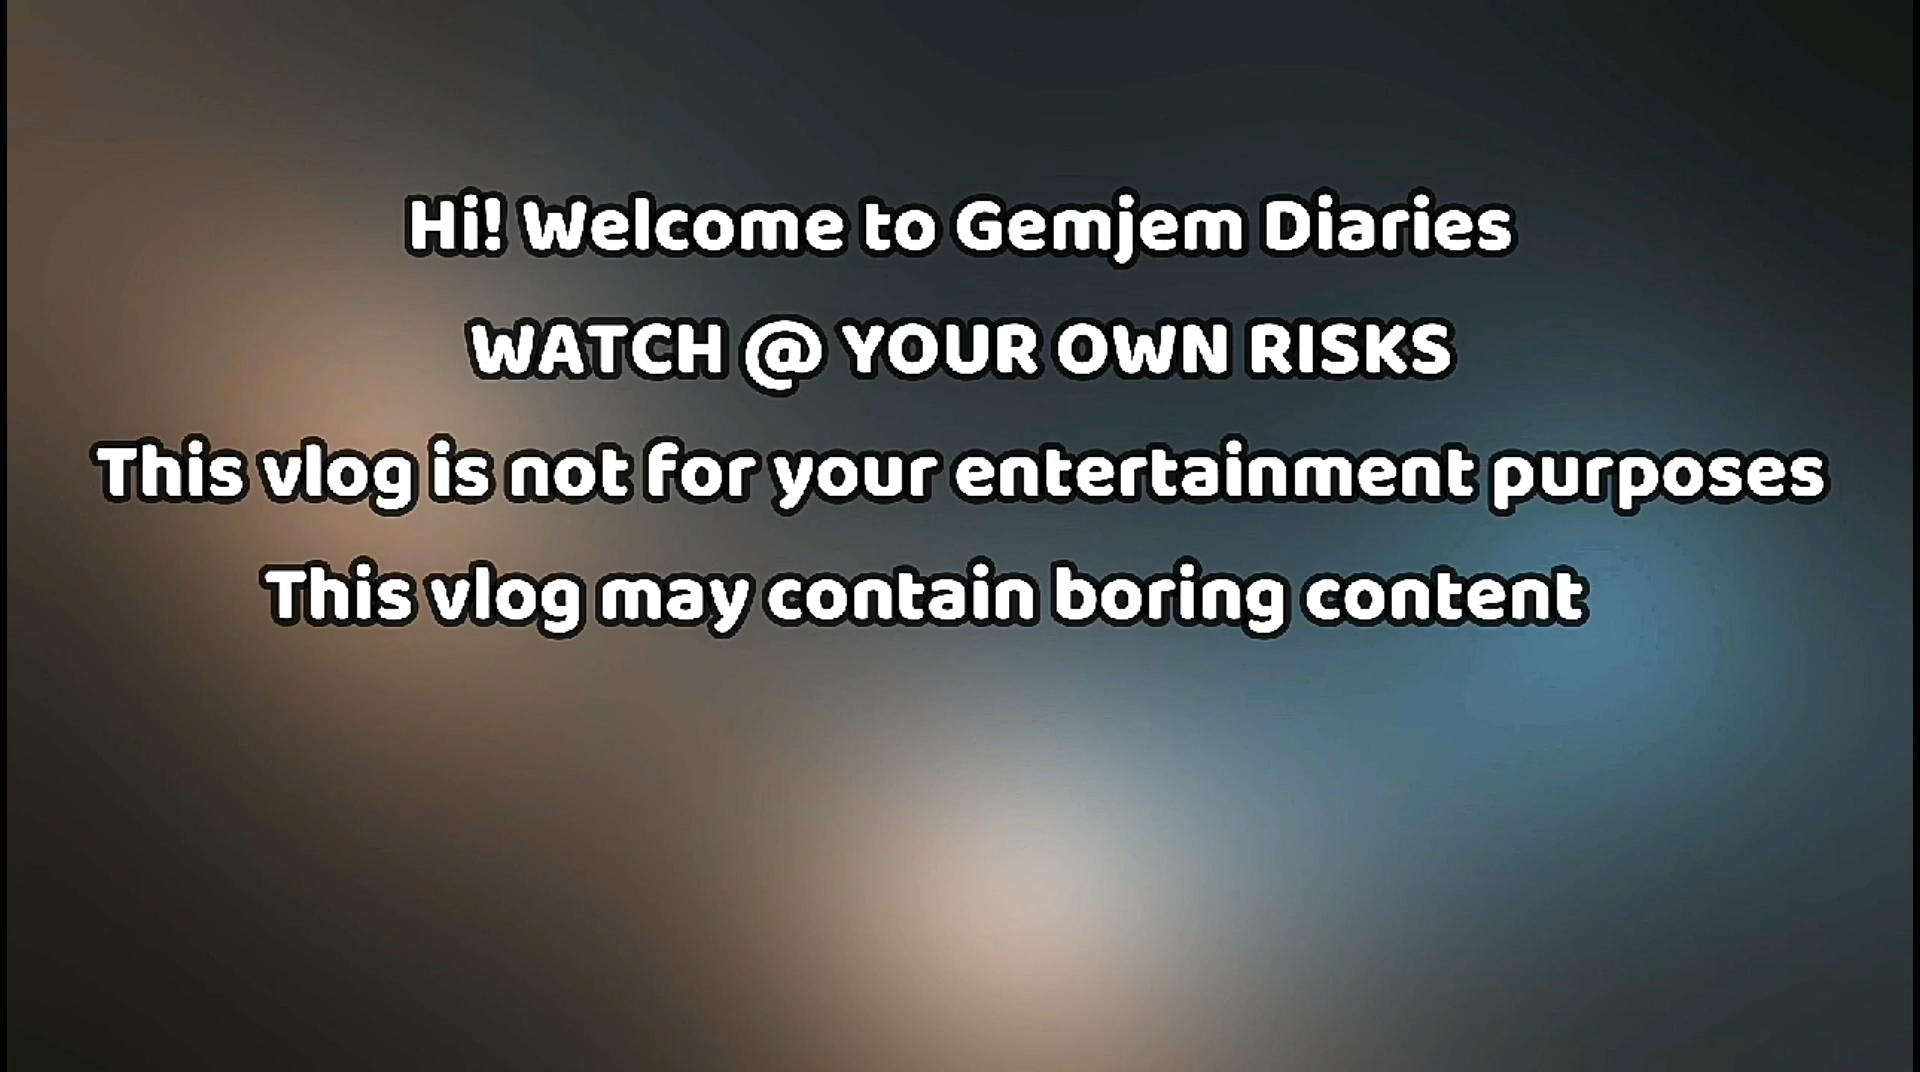 Hi! Welcome to Gemjem Diaries
WATCH @ YOUR OWN RISKS
This vlog is not for your entertainment purposes
This vlog may contain boring content